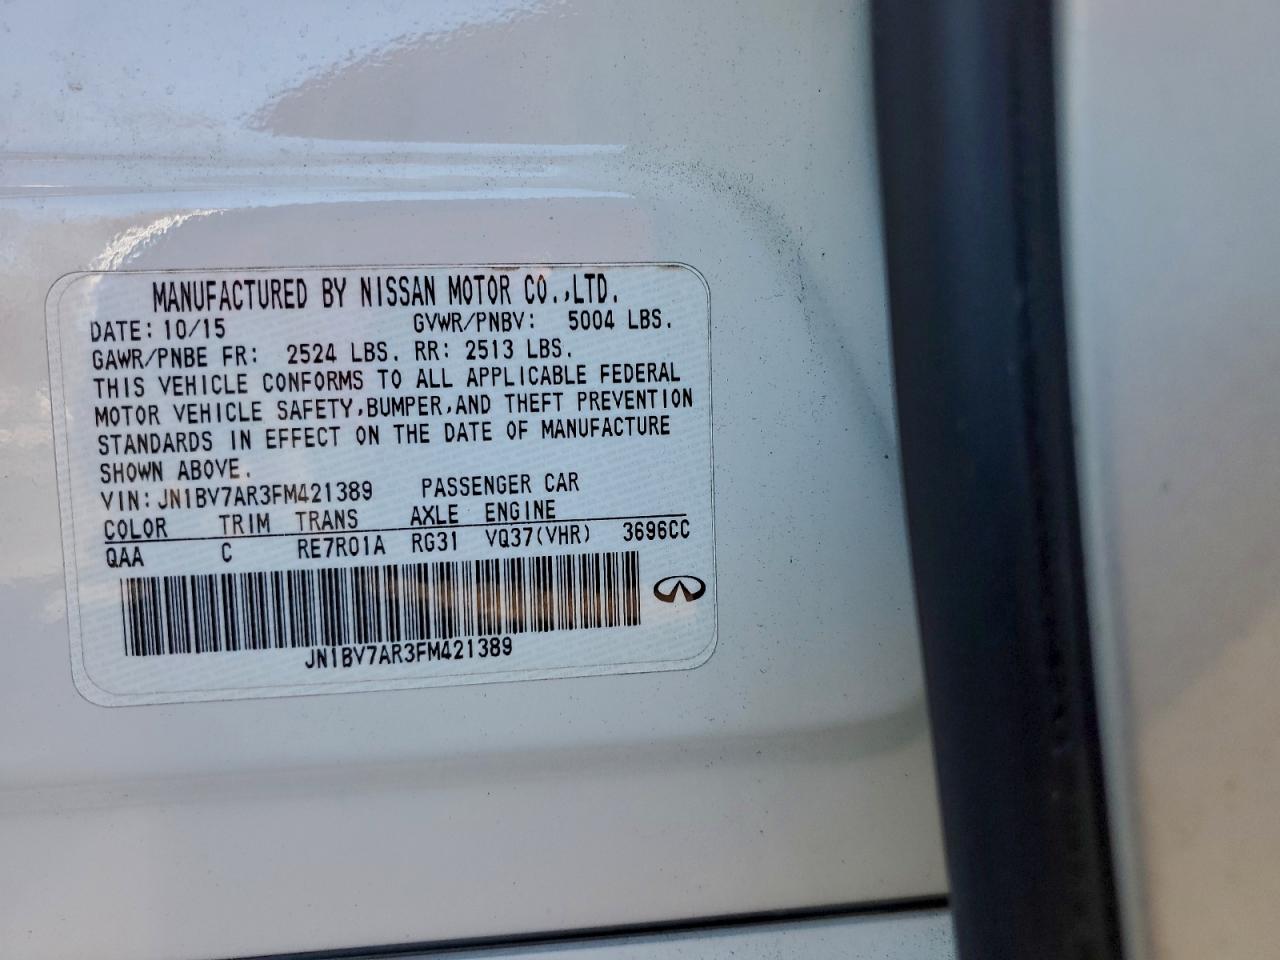 MANUFACTURED BY NISSAN MOTOR CO.,LTD.
DATE: 10/15 GVWR/PNBV: 5004 LBS.
GAWR/PNBE FR: 2524 LBS. RR: 2513 LBS.
THIS VEHICLE CONFORMS TO ALL APPLICABLE FEDERAL
MOTOR VEHICLE SAFETY,BUMPER,AND THEFT PREVENTION
STANDARDS IN EFFECT ON THE DATE OF MANUFACTURE
SHOWN ABOVE.
VIN: JN1BV7AR3FM421389 PASSENGER CAR
COLOR TRIM TRANS AXLE ENGINE
QAA C RE7R01A RG31 VQ37(VHR) 3696CC
JN1BV7AR3FM421389